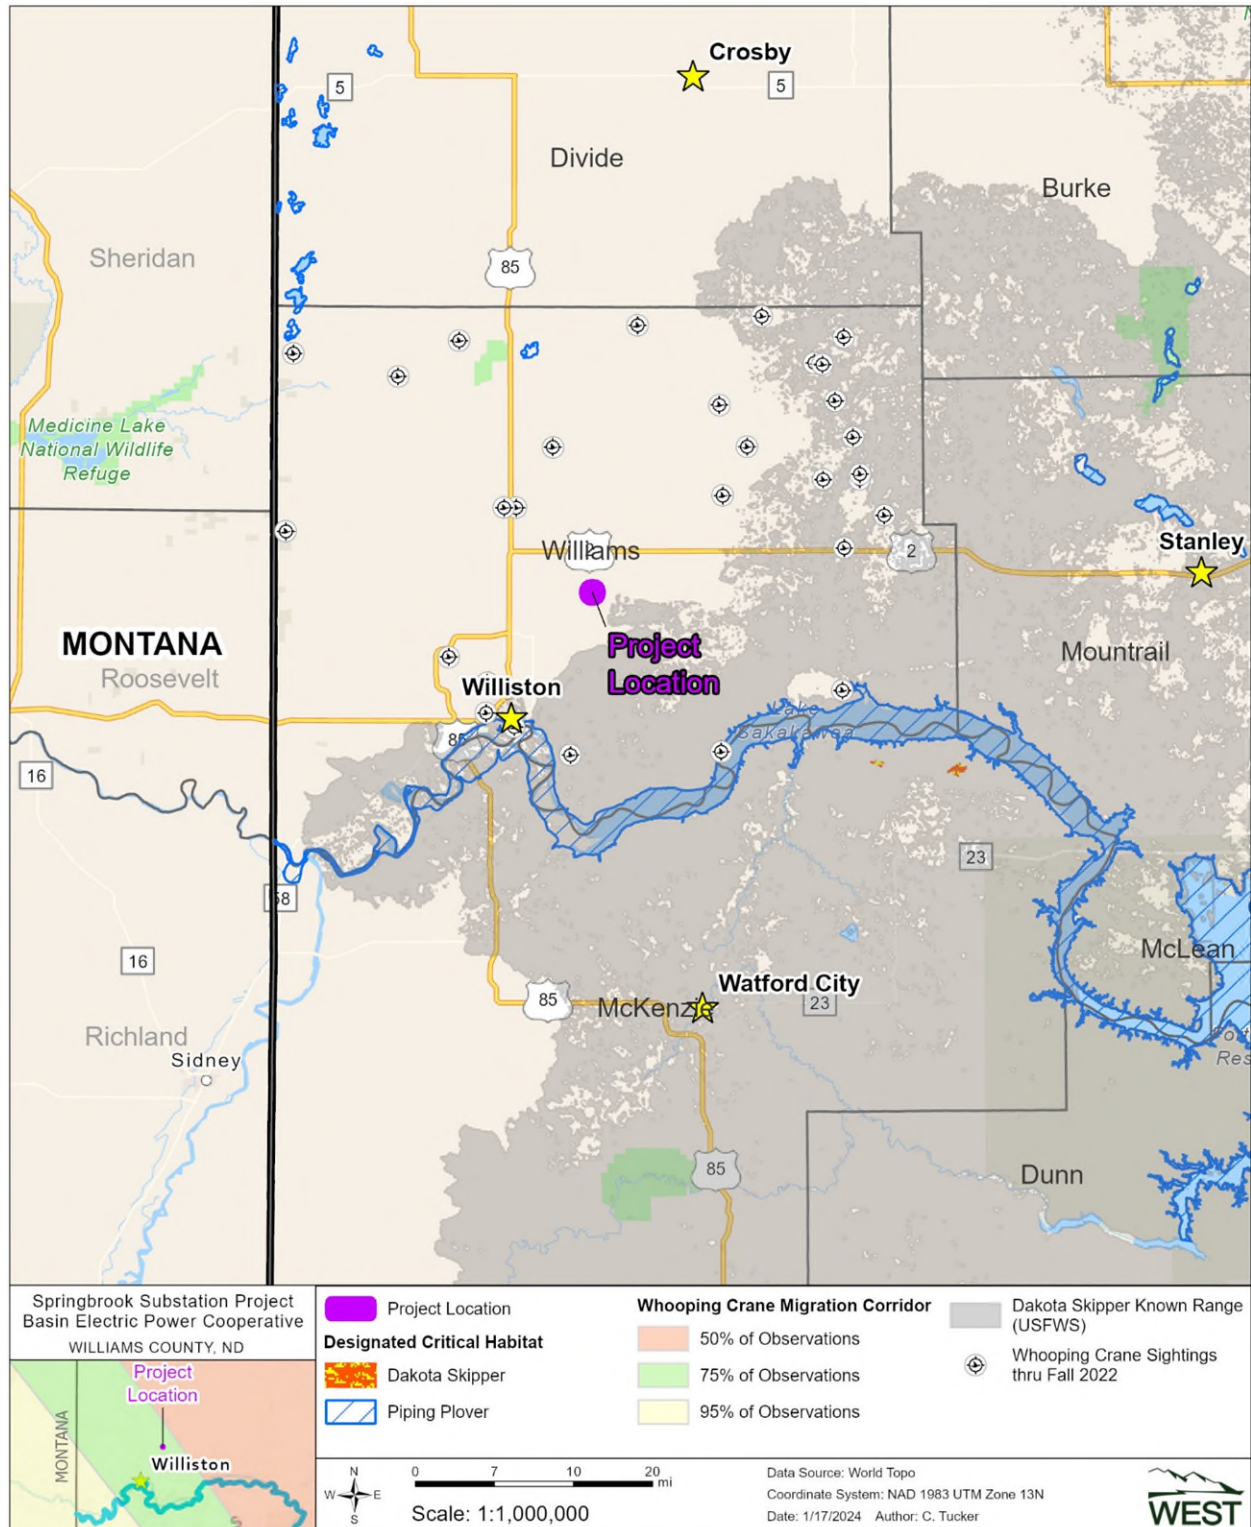 Crosby
5
5
Divide
Burke
Sheridan
85
Medicine Lake
National Wildlife
Refuge
Williams
2
Stanley
Project
Location
MONTANA
Roosevelt
Mountrail
Williston
85
Lake
Sakakawea
16
23
58
16
McLean
Watford City
85
McKenzie
23
Richland
Sidney
85
Dunn
Springbrook Substation Project
Basin Electric Power Cooperative
WILLIAMS COUNTY, ND
Project
Location
MONTANA
Williston
Project Location
Designated Critical Habitat
Dakota Skipper
Piping Plover
Whooping Crane Migration Corridor
50% of Observations
75% of Observations
95% of Observations
Dakota Skipper Known Range
(USFWS)
Whooping Crane Sightings
thru Fall 2022
N
W E
S
0 7 10 20
mi
Scale: 1:1,000,000
Data Source: World Topo
Coordinate System: NAD 1983 UTM Zone 13N
Date: 1/17/2024 Author: C. Tucker
WEST